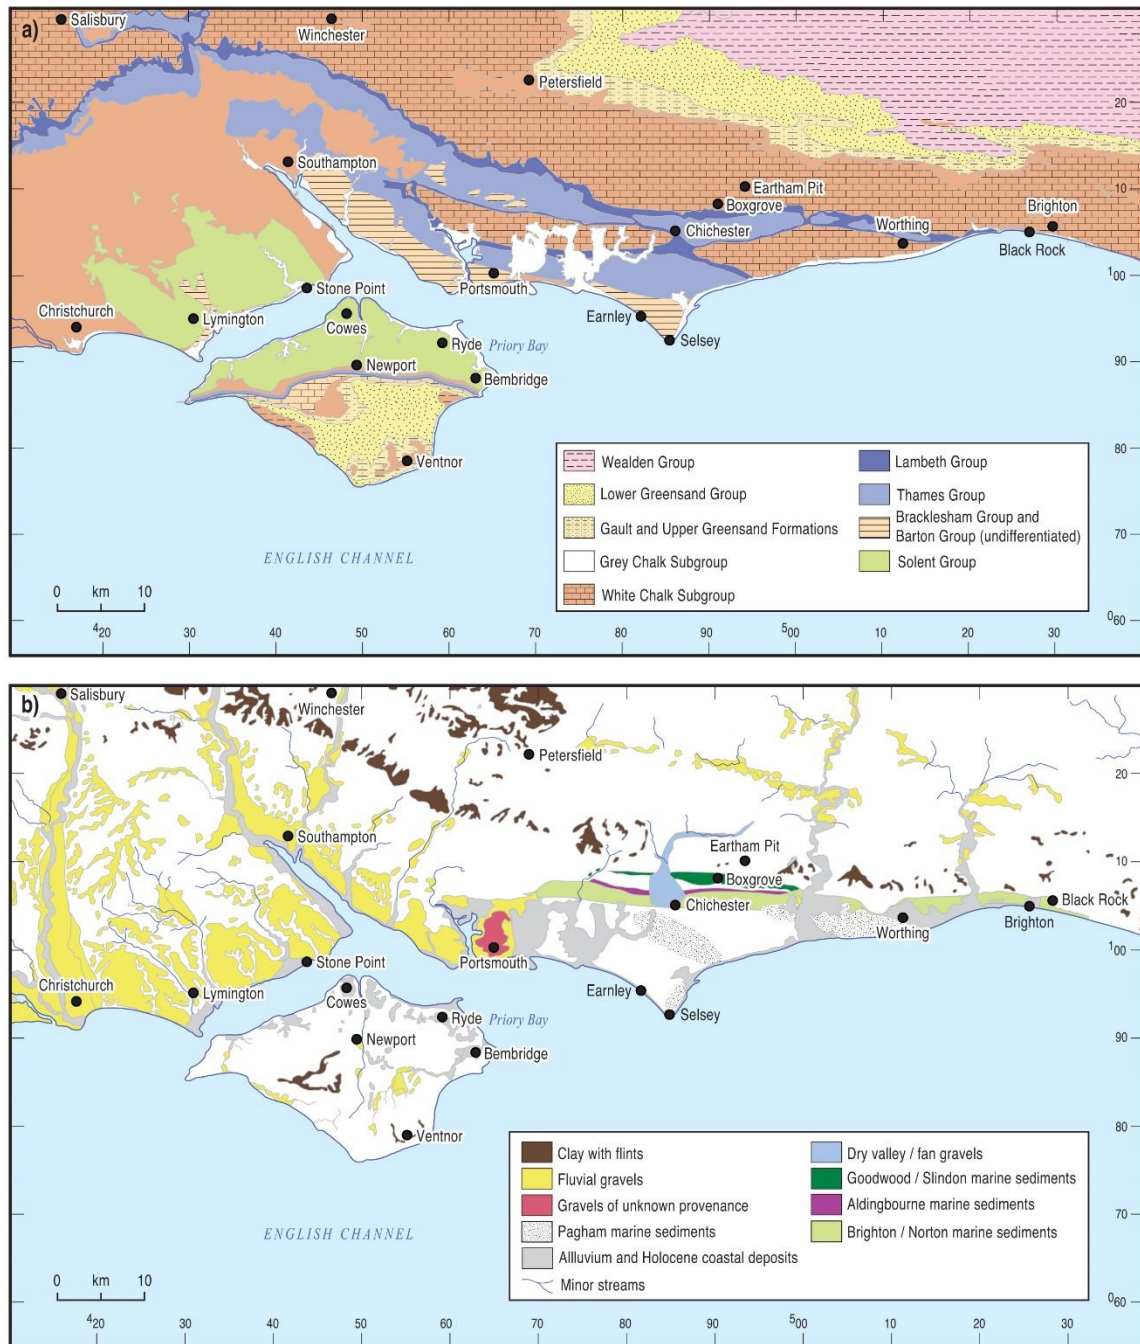 a)
Salisbury
Winchester
Petersfield
20
Southampton
Eartham Pit
10
Boxgrove
Brighton
Chichester
Worthing
Black Rock
Stone Point
Portsmouth
100
Christchurch
Lymington
Cowes
Earnley
Ryde
Priory Bay
Selsey
90
Newport
Bembridge
Wealden Group
Lambeth Group
80
Ventnor
Lower Greensand Group
Thames Group
Gault and Upper Greensand Formations
Bracklesham Group and
Barton Group (undifferentiated)
70
ENGLISH CHANNEL
Grey Chalk Subgroup
Solent Group
0 km 10
White Chalk Subgroup
060
420 30 40 50 60 70 80 90 500 10 20 30
b)
Salisbury
Winchester
Petersfield
20
Southampton
Eartham Pit
10
Boxgrove
Chichester
Black Rock
Worthing
Brighton
Stone Point
Portsmouth
100
Christchurch
Lymington
Cowes
Earnley
Ryde
Priory Bay
Selsey
90
Newport
Bembridge
Ventnor
80
Clay with flints
Dry valley / fan gravels
Fluvial gravels
Goodwood / Slindon marine sediments
Gravels of unknown provenance
Aldingbourne marine sediments
70
Pagham marine sediments
Brighton / Norton marine sediments
ENGLISH CHANNEL
Allluvium and Holocene coastal deposits
0 km 10
Minor streams
060
420 30 40 50 60 70 80 90 500 10 20 30